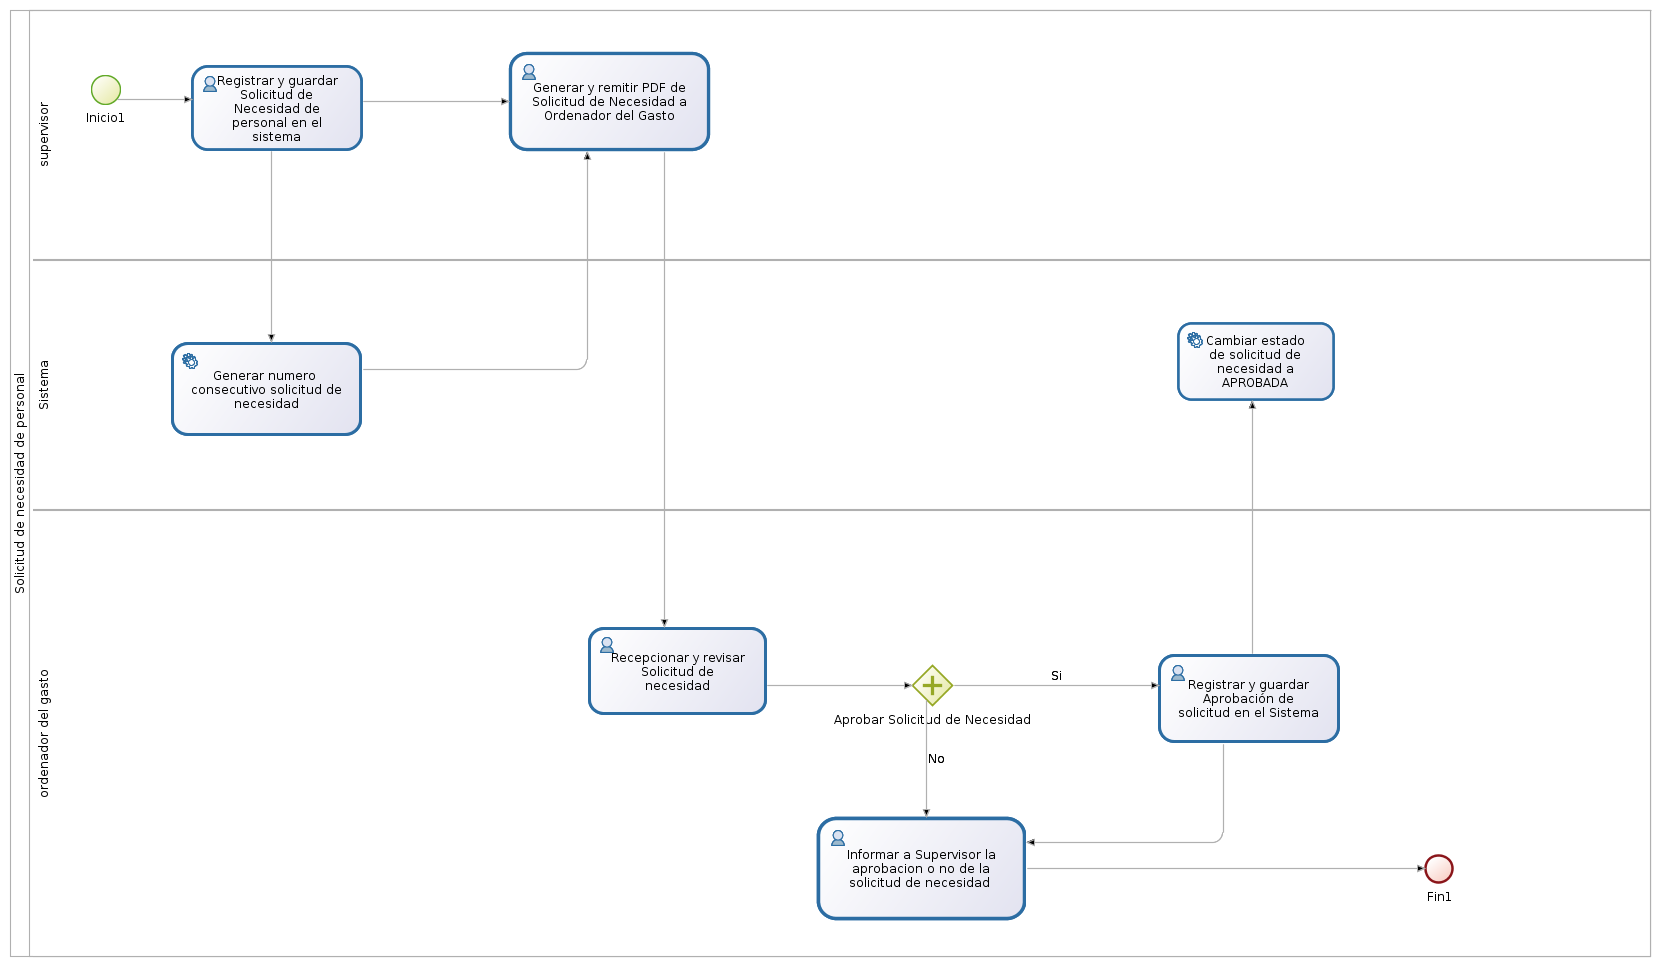 Solicitud de necesidad de personal
supervisor
Inicio1
Registrar y guardar
Solicitud de
Necesidad de
personal en el
sistema
Generar y remitir PDF de
Solicitud de Necesidad a
Ordenador del Gasto
Sistema
Generar numero
consecutivo solicitud de
necesidad
Cambiar estado
de solicitud de
necesidad a
APROBADA
ordenador del gasto
Recepcionar y revisar
Solicitud de
necesidad
Aprobar Solicitud de Necesidad
Si
No
Registrar y guardar
Aprobación de
solicitud en el Sistema
Informar a Supervisor la
aprobacion o no de la
solicitud de necesidad
Fin1